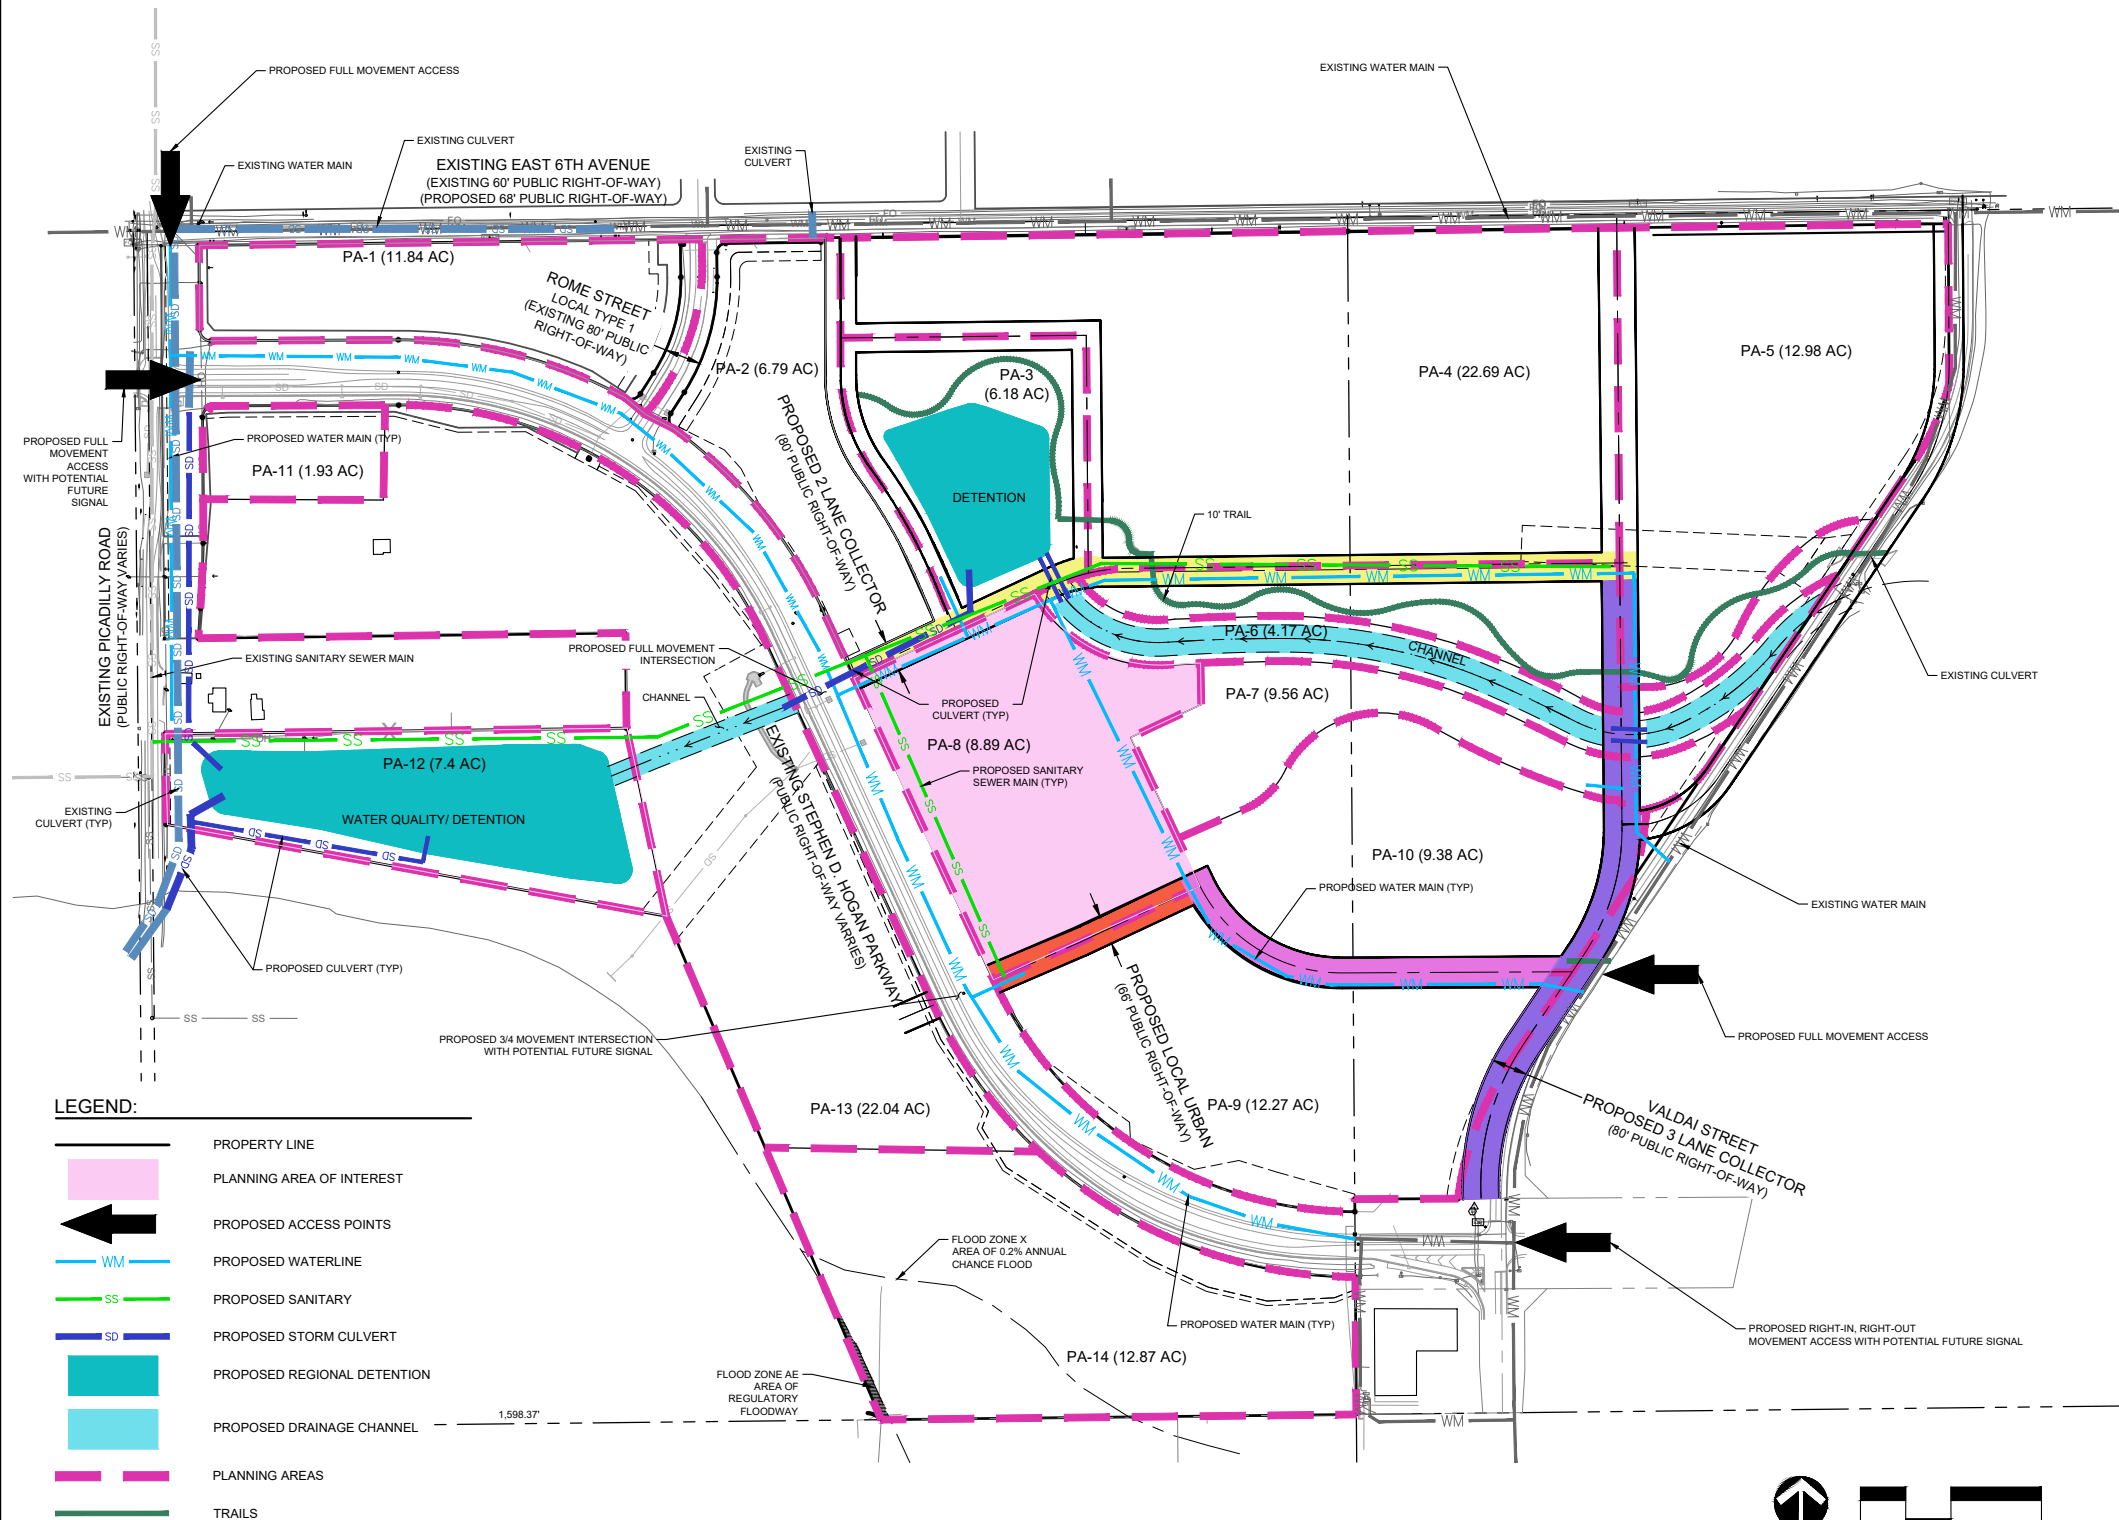 PROPOSED FULL MOVEMENT ACCESS
EXISTING WATER MAIN
EXISTING CULVERT
EXISTING WATER MAIN
EXISTING EAST 6TH AVENUE
(EXISTING 60' PUBLIC RIGHT-OF-WAY)
(PROPOSED 68' PUBLIC RIGHT-OF-WAY)
EXISTING
CULVERT
PA-1 (11.84 AC)
ROME STREET
LOCAL TYPE 1
(EXISTING 80' PUBLIC
RIGHT-OF-WAY)
PA-2 (6.79 AC)
PA-3
(6.18 AC)
PA-4 (22.69 AC)
PA-5 (12.98 AC)
PROPOSED FULL
MOVEMENT
ACCESS
WITH POTENTIAL
FUTURE
SIGNAL
PROPOSED WATER MAIN (TYP)
PA-11 (1.93 AC)
PROPOSED 2 LANE COLLECTOR
(80' PUBLIC RIGHT-OF-WAY)
DETENTION
10' TRAIL
EXISTING PICADILLY ROAD
(PUBLIC RIGHT-OF-WAY VARIES)
EXISTING SANITARY SEWER MAIN
PROPOSED FULL MOVEMENT
INTERSECTION
CHANNEL
PA-6 (4.17 AC)
CHANNEL
EXISTING CULVERT
PA-7 (9.56 AC)
PROPOSED
CULVERT (TYP)
PA-8 (8.89 AC)
PROPOSED SANITARY
SEWER MAIN (TYP)
PA-12 (7.4 AC)
WATER QUALITY/ DETENTION
EXISTING
CULVERT (TYP)
EXISTING STEPHEN D. HOGAN PARKWAY
(PUBLIC RIGHT-OF-WAY VARRIES)
PA-10 (9.38 AC)
PROPOSED WATER MAIN (TYP)
EXISTING WATER MAIN
PROPOSED CULVERT (TYP)
PROPOSED LOCAL URBAN
(66' PUBLIC RIGHT-OF-WAY)
PROPOSED FULL MOVEMENT ACCESS
PROPOSED 3/4 MOVEMENT INTERSECTION
WITH POTENTIAL FUTURE SIGNAL
PA-13 (22.04 AC)
PA-9 (12.27 AC)
VALDAI STREET
PROPOSED 3 LANE COLLECTOR
(80' PUBLIC RIGHT-OF-WAY)
FLOOD ZONE X
AREA OF 0.2% ANNUAL
CHANCE FLOOD
PROPOSED WATER MAIN (TYP)
PROPOSED RIGHT-IN, RIGHT-OUT
MOVEMENT ACCESS WITH POTENTIAL FUTURE SIGNAL
PA-14 (12.87 AC)
FLOOD ZONE AE
AREA OF
REGULATORY
FLOODWAY
1,598.37'
LEGEND:
PROPERTY LINE
PLANNING AREA OF INTEREST
PROPOSED ACCESS POINTS
WM PROPOSED WATERLINE
SS PROPOSED SANITARY
SD PROPOSED STORM CULVERT
PROPOSED REGIONAL DETENTION
PROPOSED DRAINAGE CHANNEL
PLANNING AREAS
TRAILS